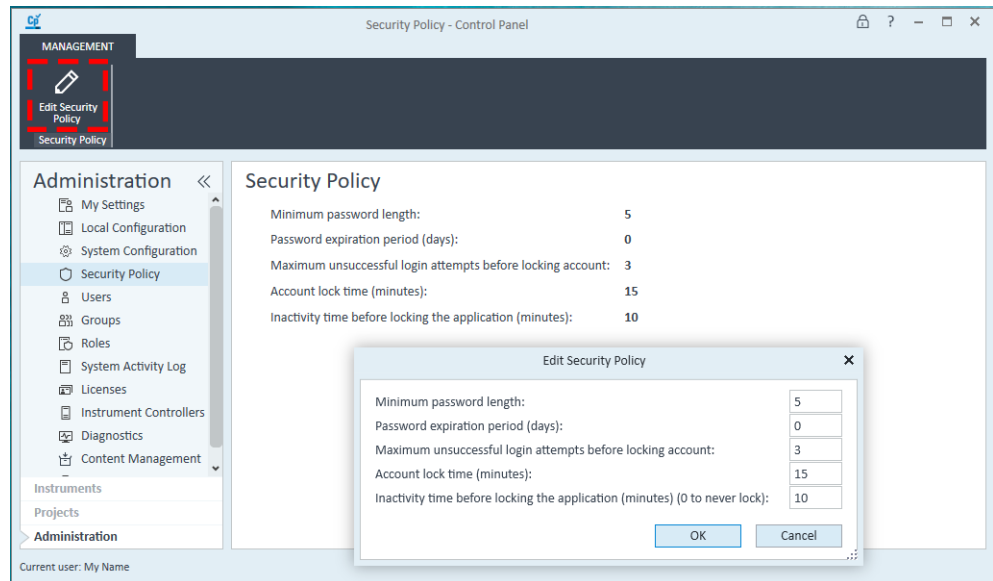 Security Policy - Control Panel
?
MANAGEMENT
Edit Security
Policy
Security Policy
Administration
My Settings
Local Configuration
System Configuration
Security Policy
Users
Groups
Roles
System Activity Log
Licenses
Instrument Controllers
Diagnostics
Content Management
Instruments
Projects
Administration
Security Policy
Minimum password length: 5
Password expiration period (days): 0
Maximum unsuccessful login attempts before locking account: 3
Account lock time (minutes): 15
Inactivity time before locking the application (minutes): 10
Edit Security Policy
Minimum password length: 5
Password expiration period (days): 0
Maximum unsuccessful login attempts before locking account: 3
Account lock time (minutes): 15
Inactivity time before locking the application (minutes) (0 to never lock): 10
OK Cancel
Current user: My Name